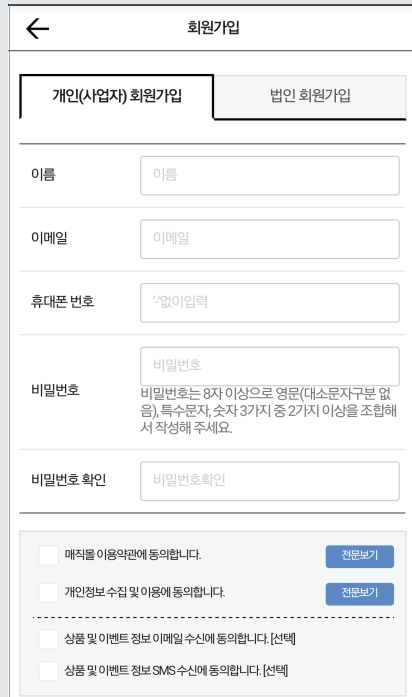 회원가입
개인(사업자) 회원가입
법인 회원가입
이름
이름
이메일
이메일
휴대폰 번호
'-'없이입력
비밀번호
비밀번호
비밀번호는 8자 이상으로 영문(대소문자구분 없
음), 특수문자, 숫자 3가지 중 2가지 이상을 조합해
서 작성해 주세요.
비밀번호 확인
비밀번호확인
매직몰 이용약관에 동의합니다.
전문보기
개인정보 수집 및 이용에 동의합니다.
전문보기
상품 및 이벤트 정보 이메일 수신에 동의합니다. [선택]
상품 및 이벤트 정보 SMS 수신에 동의합니다. [선택]